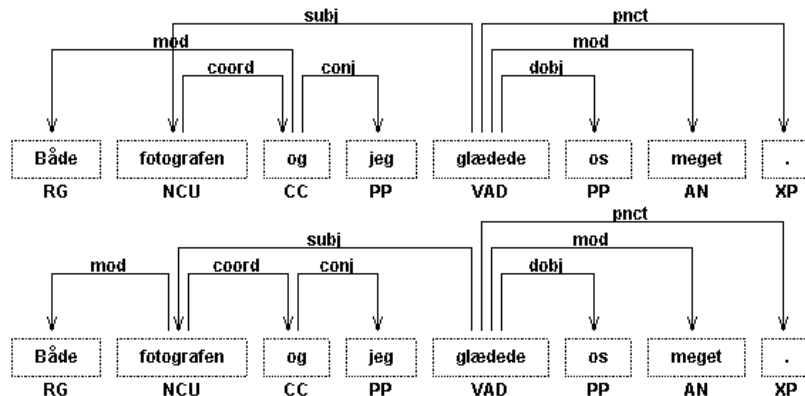 subj pnct
mod mod
coord conj dobj
Både fotografen og jeg glædede os meget .
RG NCU CC PP VAD PP AN XP
pnct
subj mod
mod coord conj dobj
Både fotografen og jeg glædede os meget .
RG NCU CC PP VAD PP AN XP